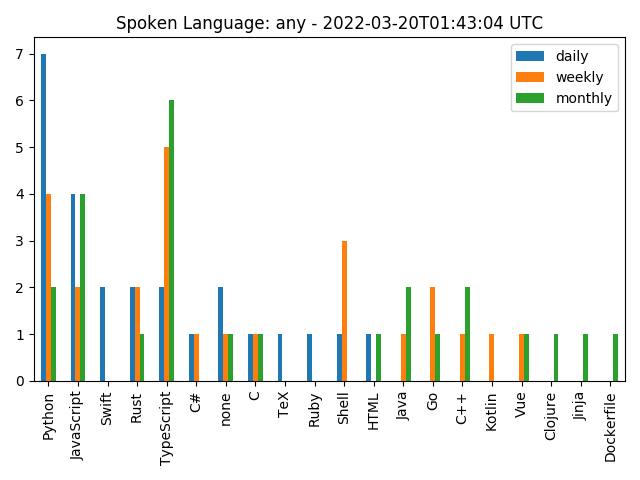 Spoken Language: any - 2022-03-20T01:43:04 UTC
daily
weekly
monthly
7
6
5
4
3
2
1
0
Python
JavaScript
Swift
Rust
TypeScript
C#
none
C
TeX
Ruby
Shell
HTML
Java
Go
C++
Kotlin
Vue
Clojure
Jinja
Dockerfile